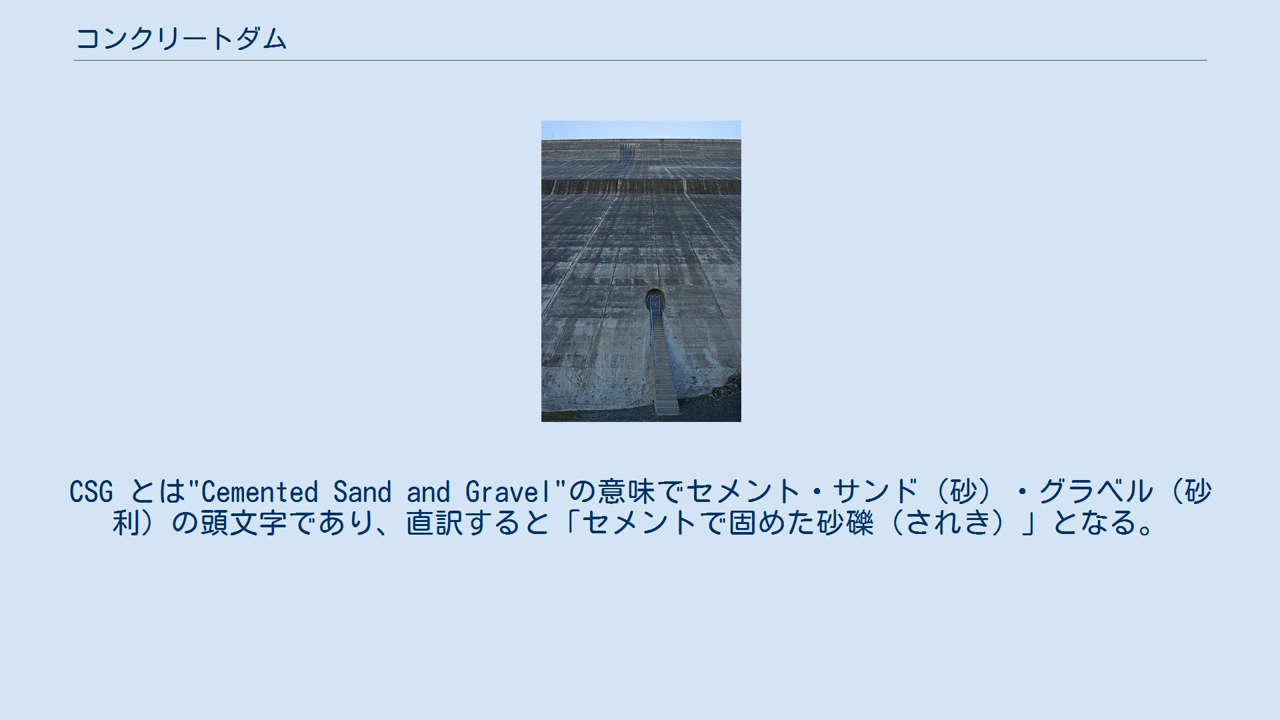 コンクリートダム
CSG とは"Cemented Sand and Gravel"の意味でセメント・サンド（砂）・グラベル（砂
利）の頭文字であり、直訳すると「セメントで固めた砂礫（されき）」となる。